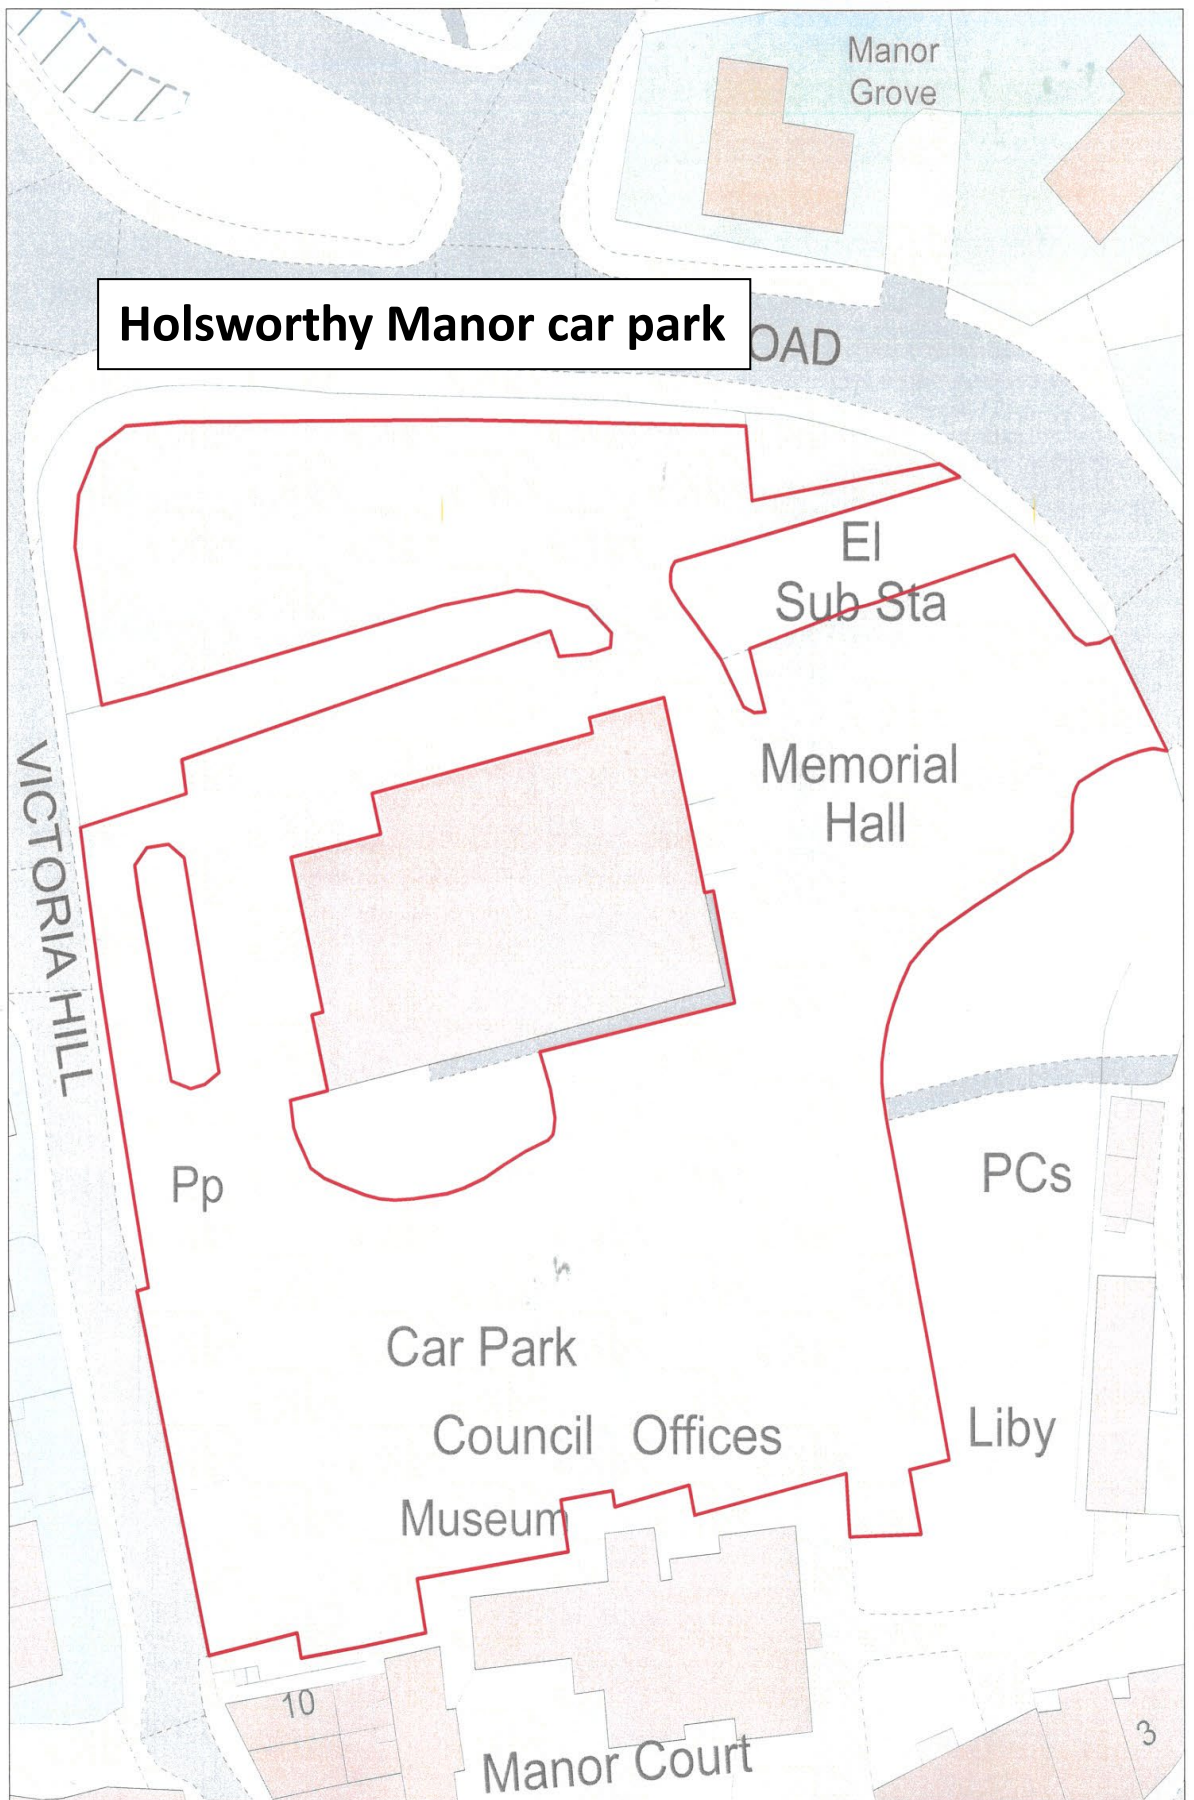 Manor
Grove
Holsworthy Manor car park
OAD
El
Sub Sta
Memorial
Hall
VICTORIA HILL
Pp
PCs
Car Park
Council Offices
Liby
Museum
10
3
Manor Court